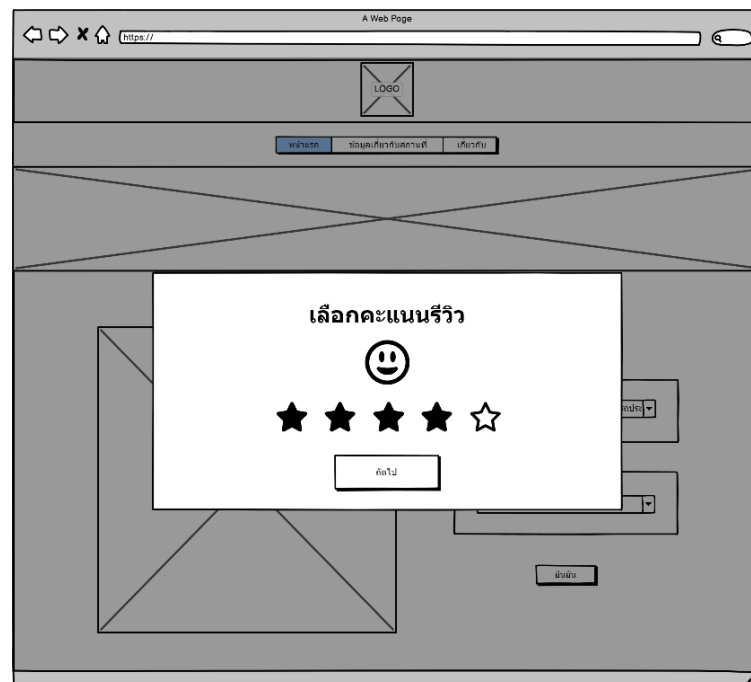 A Web Page
https://
LOGO
หน้าแรก ข้อมูลเกี่ยวกับสถานที่ เกี่ยวกับ
เลือกคะแนนรีวิว
ถัดไป
ยืนยัน